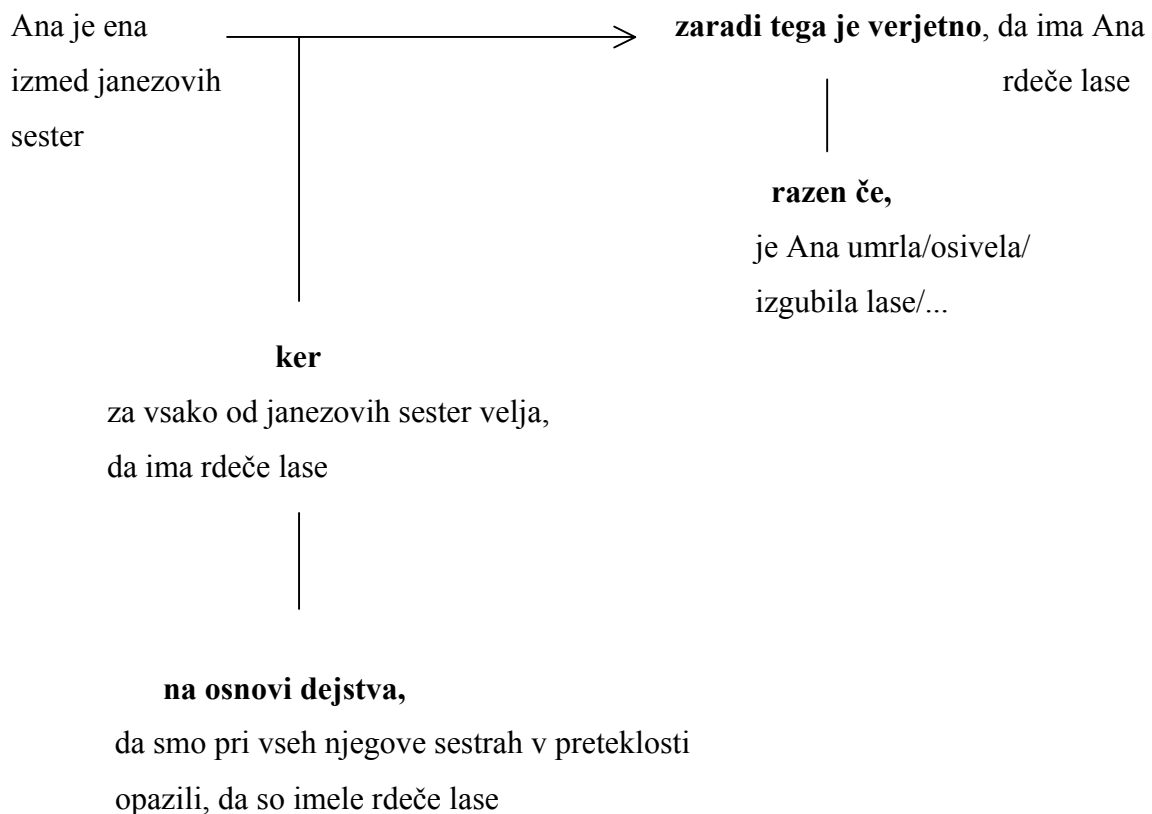 Ana je ena
izmed janezovih
sester
zaradi tega je verjetno, da ima Ana
rdeče lase
razen če,
je Ana umrla/osivela/
izgubila lase/...
ker
za vsako od janezovih sester velja,
da ima rdeče lase
na osnovi dejstva,
da smo pri vseh njegove sestrah v preteklosti
opazili, da so imele rdeče lase